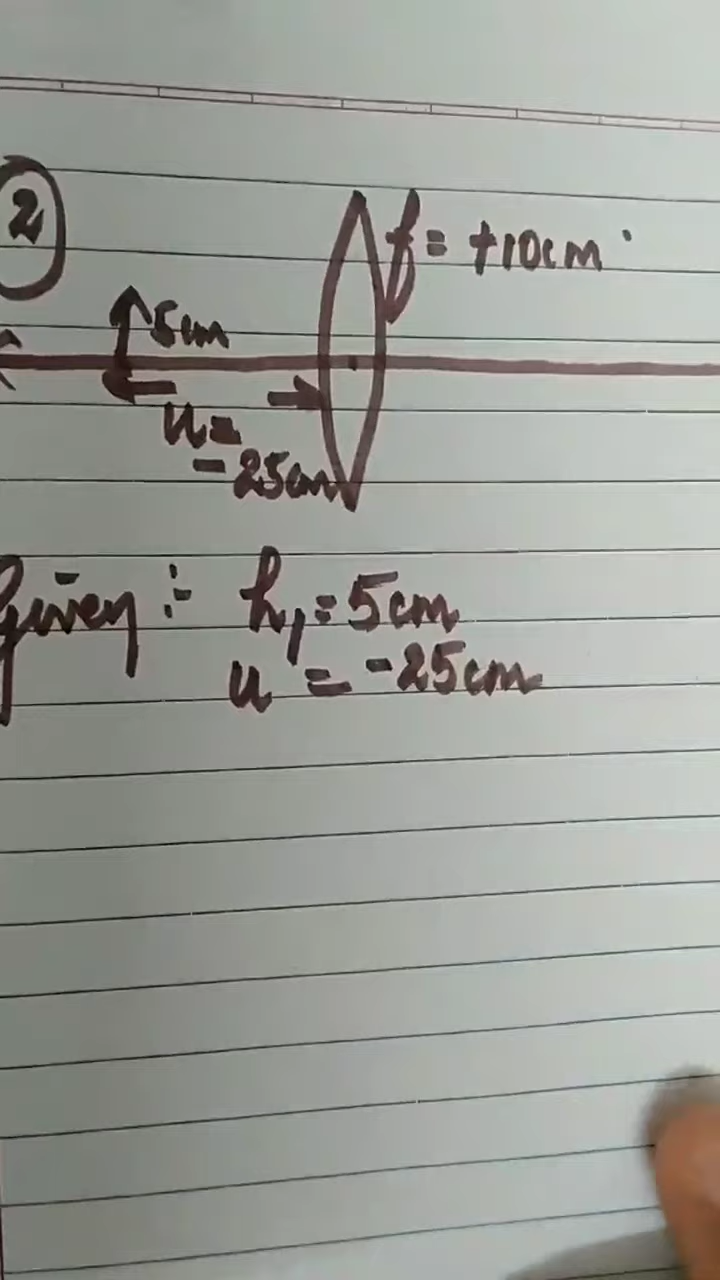 2
f = +10cm
5cm
u =
- 25cm
Given :- h₁ = 5cm
u = -25cm